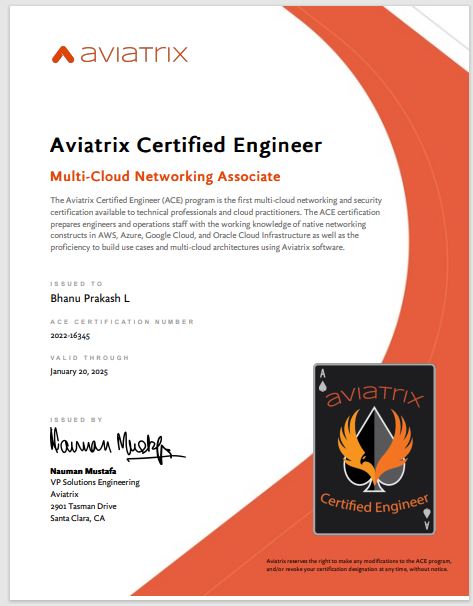 aviatrix
Aviatrix Certified Engineer
Multi-Cloud Networking Associate
The Aviatrix Certified Engineer (ACE) program is the first multi-cloud networking and security
certification available to technical professionals and cloud practitioners. The ACE certification
prepares engineers and operations staff with the working knowledge of native networking
constructs in AWS, Azure, Google Cloud, and Oracle Cloud Infrastructure as well as the
proficiency to build use cases and multi-cloud architectures using Aviatrix software.
ISSUED TO
Bhanu Prakash L
ACE CERTIFICATION NUMBER
2022-16345
VALID THROUGH
January 20, 2025
ISSUED BY
Nauman Mustafa
Nauman Mustafa
VP Solutions Engineering
Aviatrix
2901 Tasman Drive
Santa Clara, CA
A
aviatrix
Certified Engineer
A
Aviatrix reserves the right to make any modifications to the ACE program,
and/or revoke your certification designation at any time, without notice.